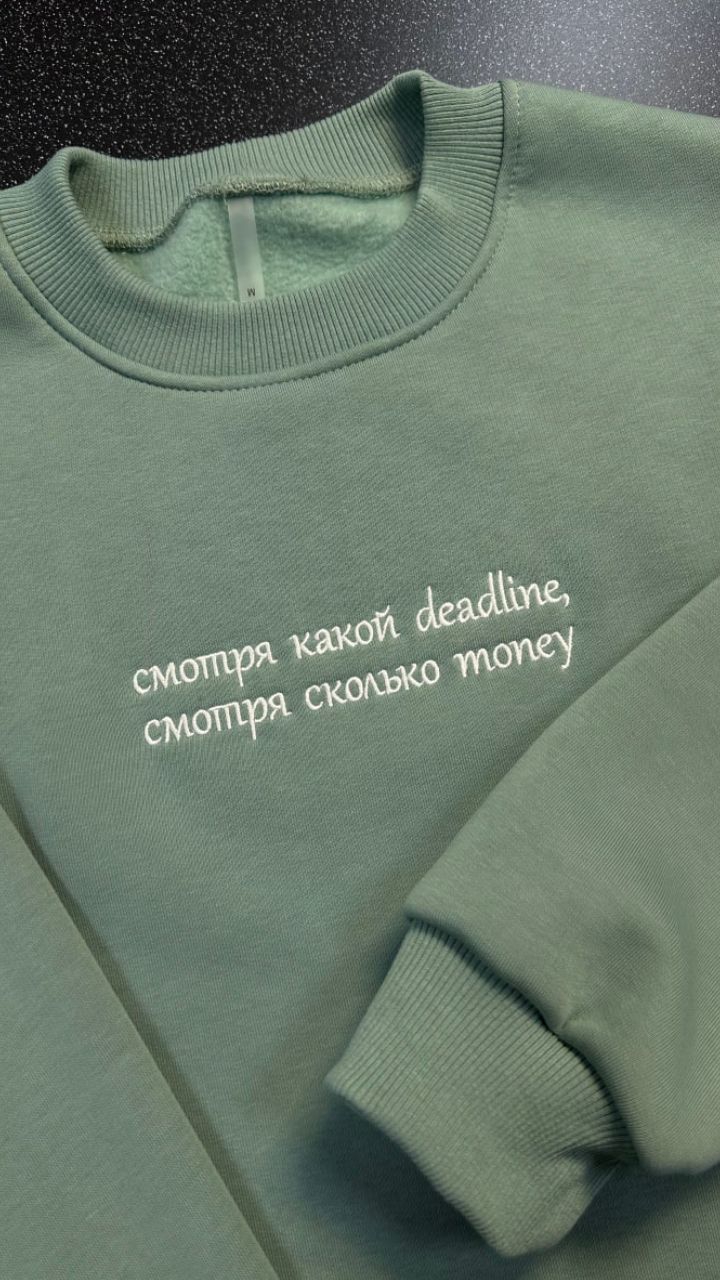 M
смотря какой deadline,
смотря сколько money